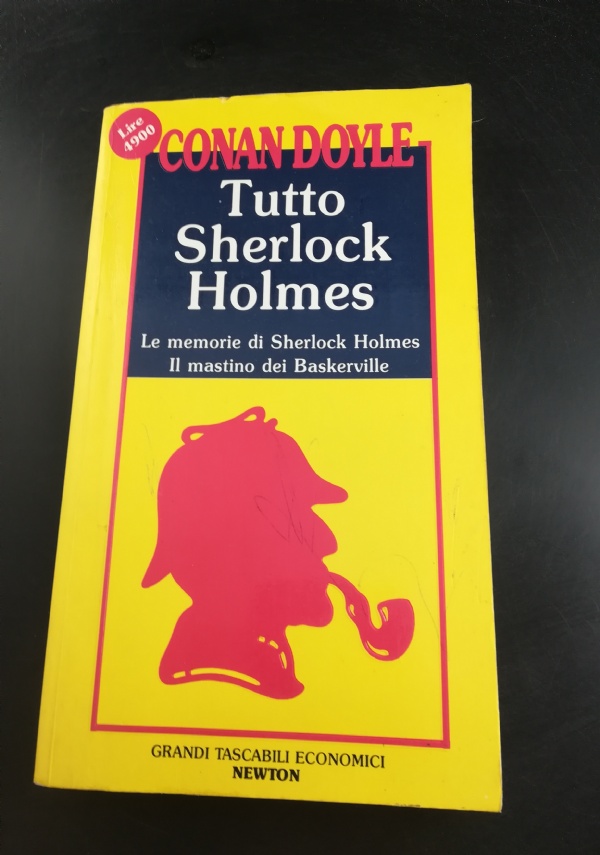 Lire
4900
CONAN DOYLE
Tutto
Sherlock
Holmes
Le memorie di Sherlock Holmes
Il mastino dei Baskerville
GRANDI TASCABILI ECONOMICI
NEWTON